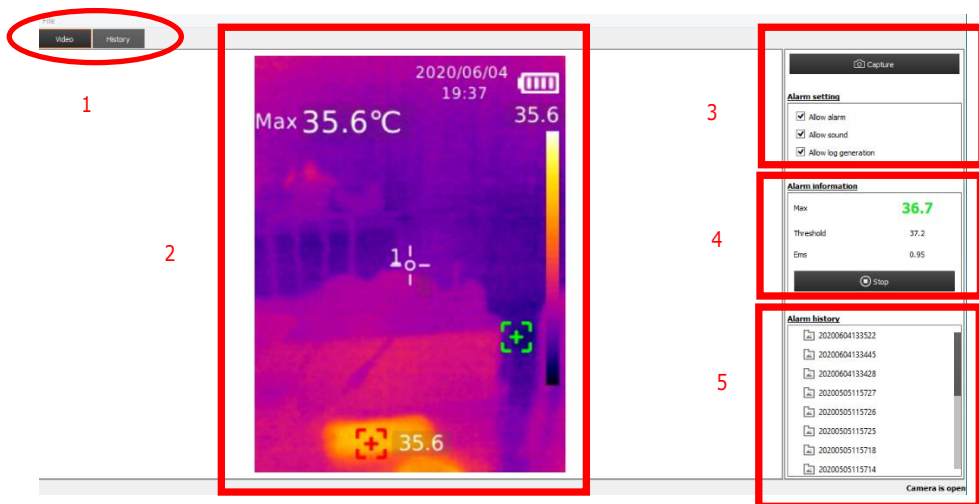 File
Video History
1
2020/06/04
19:37
35.6
Max 35.6℃
1
35.6
2
3
Capture
Alarm setting
Allow alarm
Allow sound
Allow log generation
4
Alarm information
Max 36.7
Threshold 37.2
Ems 0.95
Stop
5
Alarm history
20200604133522
20200604133445
20200604133428
20200505115727
20200505115726
20200505115725
20200505115718
20200505115714
Camera is open